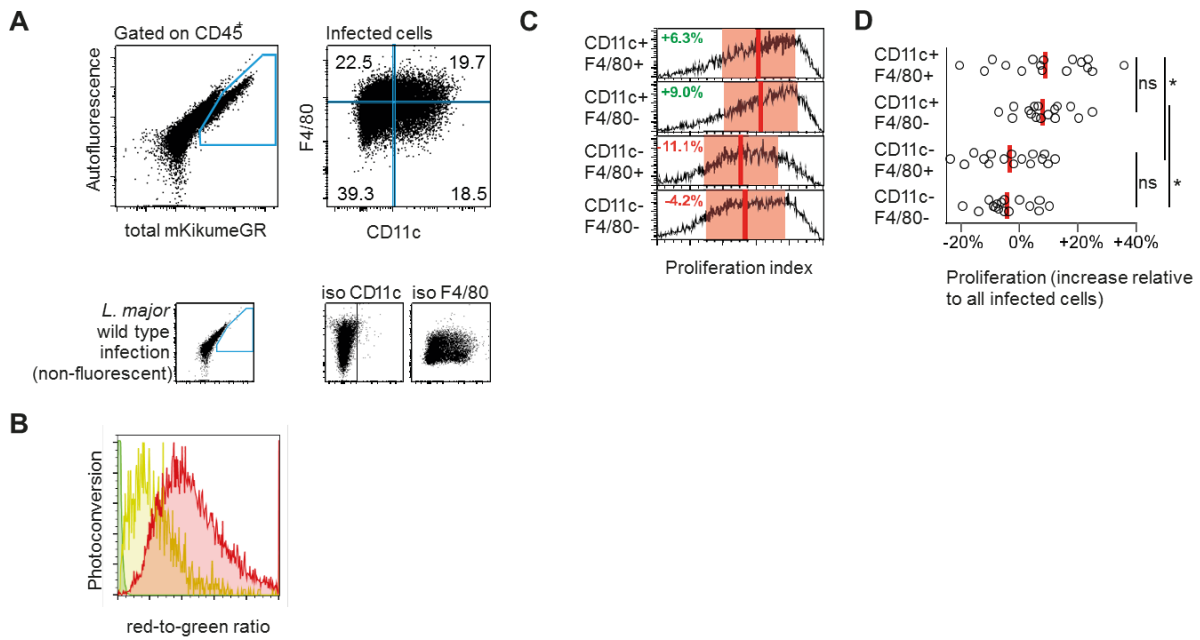 A
Gated on CD45+
Autofluorescence
total mKikumeGR
Infected cells
22.5
19.7
39.3
18.5
F4/80
CD11c
L. major
wild type
infection
(non-fluorescent)
iso CD11c
iso F4/80
B
Photoconversion
red-to-green ratio
C
CD11c+
F4/80+
+6.3%
CD11c+
F4/80-
+9.0%
CD11c-
F4/80+
-11.1%
CD11c-
F4/80-
-4.2%
Proliferation index
D
CD11c+
F4/80+
CD11c+
F4/80-
CD11c-
F4/80+
CD11c-
F4/80-
ns
*
ns
*
-20%
0%
+20%
+40%
Proliferation (increase relative
to all infected cells)